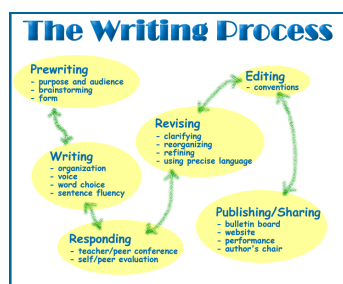 The Writing Process
Prewriting
- purpose and audience
- brainstorming
- form
Writing
- organization
- voice
- word choice
- sentence fluency
Responding
- teacher/peer conference
- self/peer evaluation
Revising
- clarifying
- reorganizing
- refining
- using precise language
Editing
- conventions
Publishing/Sharing
- bulletin board
- website
- performance
- author's chair